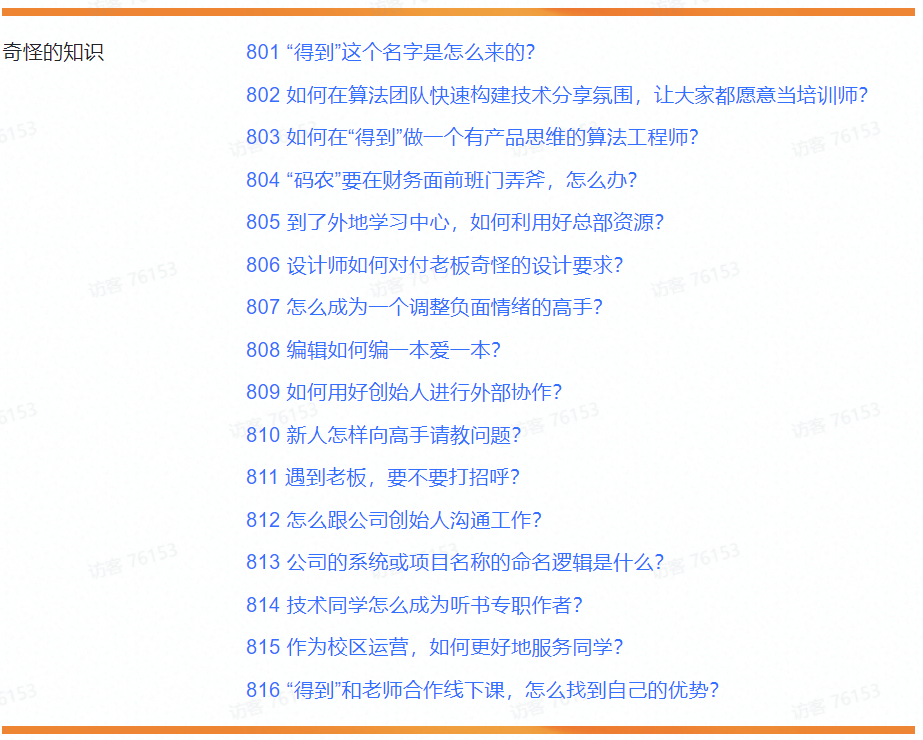 奇怪的知识
801 “得到”这个名字是怎么来的？
802 如何在算法团队快速构建技术分享氛围，让大家都愿意当培训师？
803 如何在“得到”做一个有产品思维的算法工程师？
804 “码农”要在财务面前班门弄斧，怎么办？
805 到了外地学习中心，如何利用好总部资源？
806 设计师如何对付老板奇怪的设计要求？
807 怎么成为一个调整负面情绪的高手？
808 编辑如何编一本爱一本？
809 如何用好创始人进行外部协作？
810 新人怎样向高手请教问题？
811 遇到老板，要不要打招呼？
812 怎么跟公司创始人沟通工作？
813 公司的系统或项目名称的命名逻辑是什么？
814 技术同学怎么成为听书专职作者？
815 作为校区运营，如何更好地服务同学？
816 “得到”和老师合作线下课，怎么找到自己的优势？
访客 76153